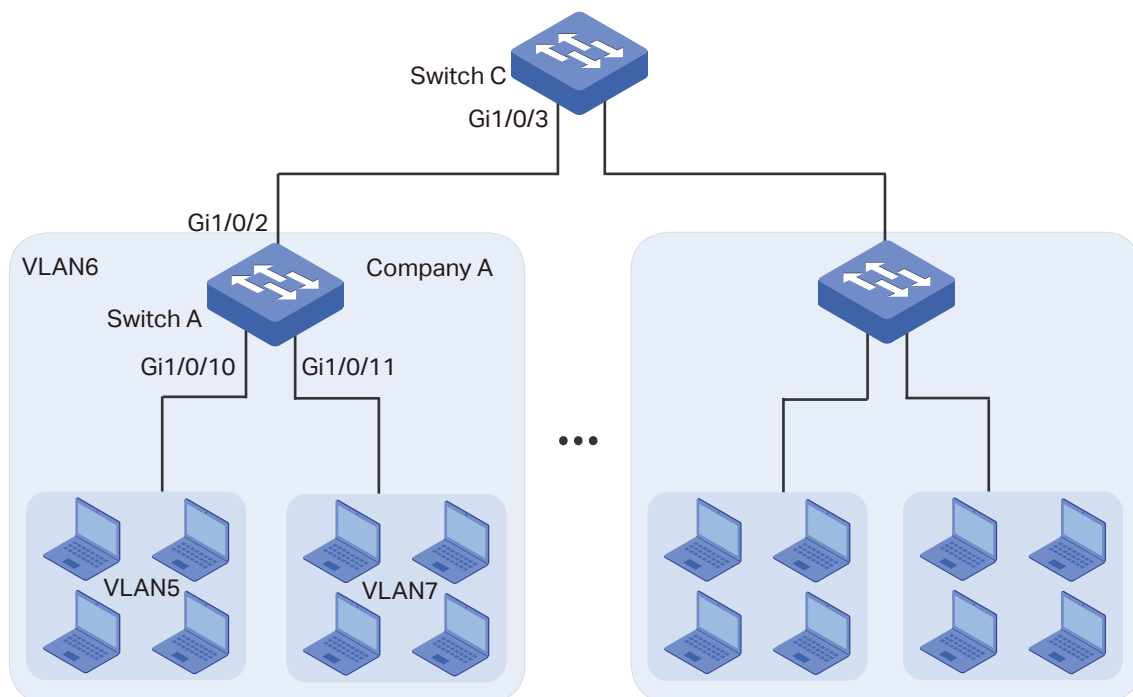 Switch C
Gi1/0/3
Gi1/0/2
VLAN6
Company A
Switch A
Gi1/0/10
Gi1/0/11
VLAN5
VLAN7